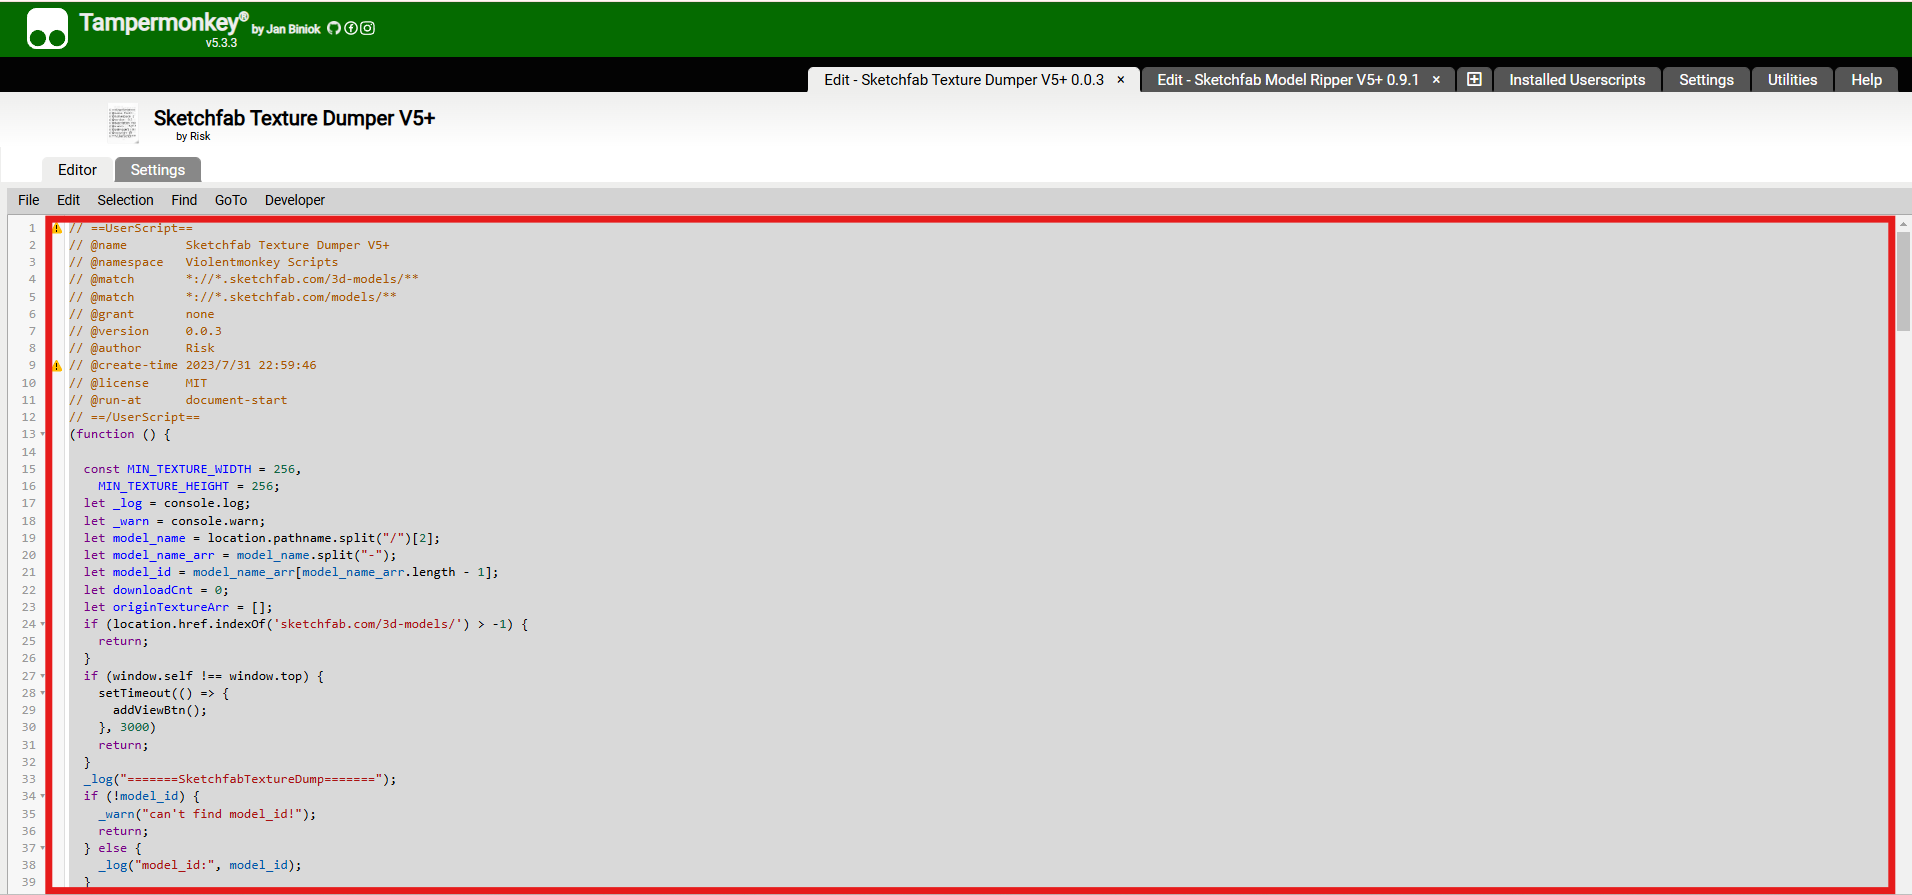 Tampermonkey® by Jan Biniok
v5.3.3
Edit - Sketchfab Texture Dumper V5+ 0.0.3 × Edit - Sketchfab Model Ripper V5+ 0.9.1 × Installed Userscripts Settings Utilities Help
Sketchfab Texture Dumper V5+
by Risk
Editor Settings
File Edit Selection Find GoTo Developer
1 // ==UserScript==
2 // @name        Sketchfab Texture Dumper V5+
3 // @namespace   Violentmonkey Scripts
4 // @match       *://*.sketchfab.com/3d-models/**
5 // @match       *://*.sketchfab.com/models/**
6 // @grant       none
7 // @version     0.0.3
8 // @author      Risk
9 // @create-time 2023/7/31 22:59:46
10 // @license     MIT
11 // @run-at      document-start
12 // ==/UserScript==
13 (function () {
14
15   const MIN_TEXTURE_WIDTH = 256,
16     MIN_TEXTURE_HEIGHT = 256;
17   let _log = console.log;
18   let _warn = console.warn;
19   let model_name = location.pathname.split("/")[2];
20   let model_name_arr = model_name.split("-");
21   let model_id = model_name_arr[model_name_arr.length - 1];
22   let downloadCnt = 0;
23   let originTextureArr = [];
24   if (location.href.indexOf('sketchfab.com/3d-models/') > -1) {
25     return;
26   }
27   if (window.self !== window.top) {
28     setTimeout(() => {
29       addViewBtn();
30     }, 3000)
31     return;
32   }
33   _log("=======SketchfabTextureDump=======");
34   if (!model_id) {
35     _warn("can't find model_id!");
36     return;
37   } else {
38     _log("model_id:", model_id);
39   }